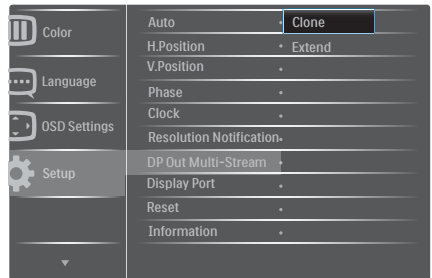 Color
Language
OSD Settings
Setup
Auto
H.Position
V.Position
Phase
Clock
Resolution Notification
DP Out Multi-Stream
Display Port
Reset
Information
Clone
Extend